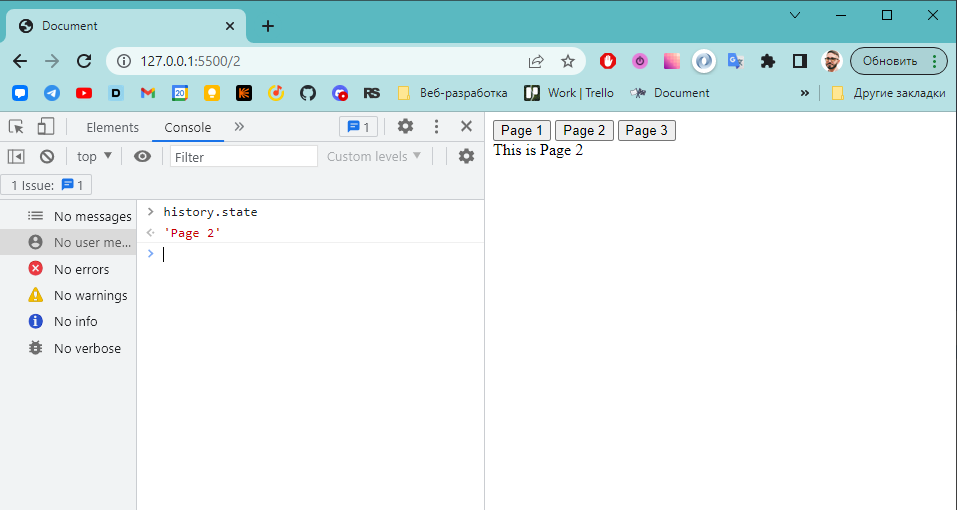 Document
127.0.0.1:5500/2
Обновить
20
D
RS
Веб-разработка
Work | Trello
Document
»
Другие закладки
Elements
Console
»
1
top
Filter
Custom levels
1 Issue: 1
No messages
No user me...
No errors
No warnings
No info
No verbose
> history.state
'Page 2'
>
Page 1 Page 2 Page 3
This is Page 2